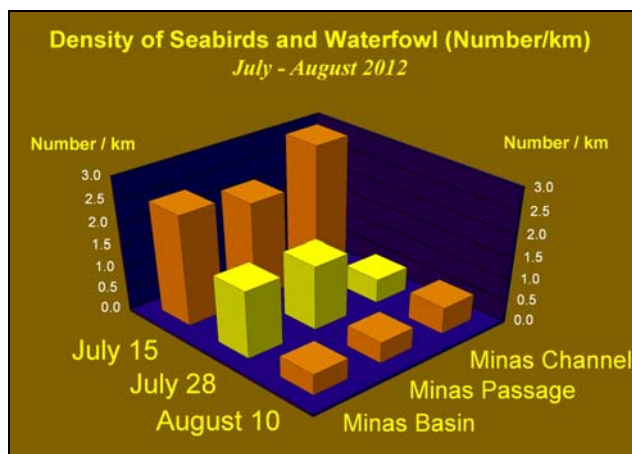 Density of Seabirds and Waterfowl (Number/km)
July - August 2012
Number / km
Number / km
3.0
2.5
2.0
1.5
1.0
0.5
0.0
3.0
2.5
2.0
1.5
1.0
0.5
0.0
July 15
July 28
August 10
Minas Channel
Minas Passage
Minas Basin